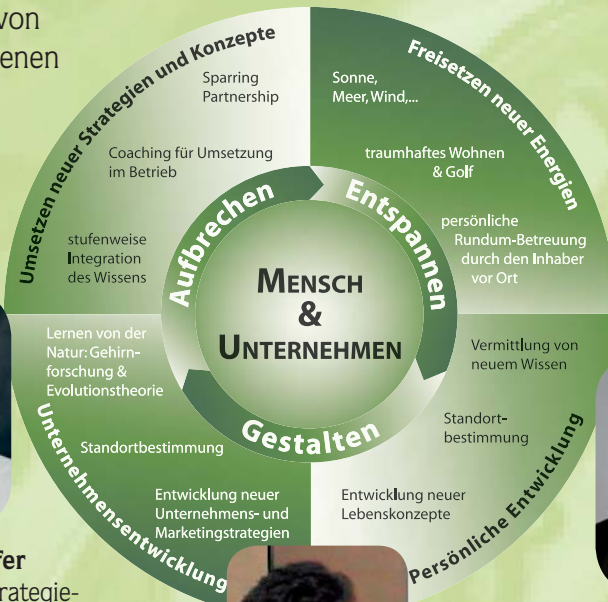 von
enen
Umsetzen neuer Strategien und Konzepte
Sparring
Partnership
Coaching für Umsetzung
im Betrieb
stufenweise
Integration
des Wissens
Freisetzen neuer Energien
Sonne,
Meer, Wind,...
traumhaftes Wohnen
& Golf
persönliche
Rundum-Betreuung
durch den Inhaber
vor Ort
Aufbrechen
Entspannen
Gestalten
MENSCH
&
UNTERNEHMEN
Lernen von der
Natur: Gehirn-
forschung &
Evolutionstheorie
Standortbestimmung
Entwicklung neuer
Unternehmens- und
Marketingstrategien
Unternehmensentwicklung
Vermittlung von
neuem Wissen
Standort-
bestimmung
Entwicklung neuer
Lebenskonzepte
Persönliche Entwicklung
fer
rategie-